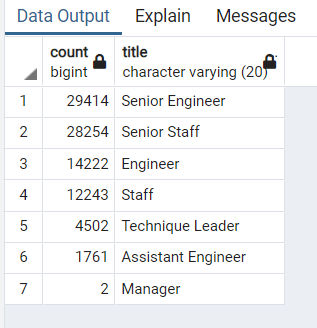 Data Output Explain Messages
count title
bigint character varying (20)
1 29414 Senior Engineer
2 28254 Senior Staff
3 14222 Engineer
4 12243 Staff
5 4502 Technique Leader
6 1761 Assistant Engineer
7 2 Manager